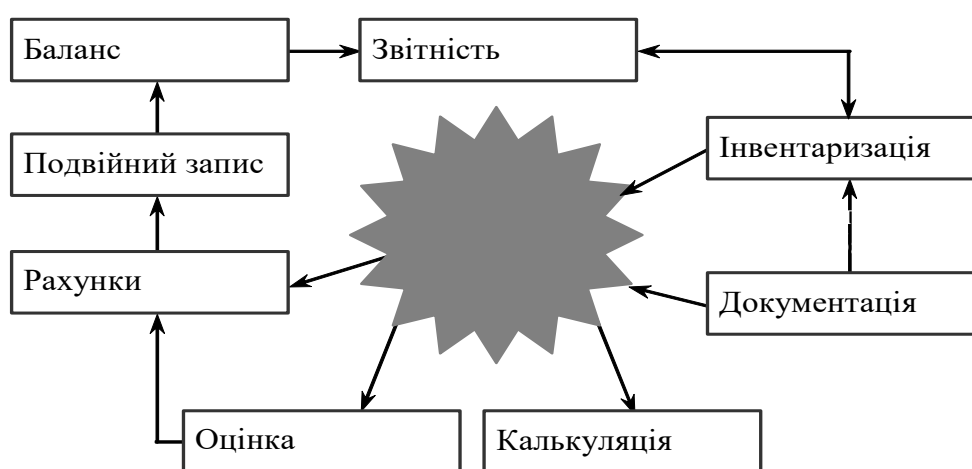 Баланс
Звітність
Подвійний запис
Інвентаризація
Рахунки
Документація
Оцінка
Калькуляція